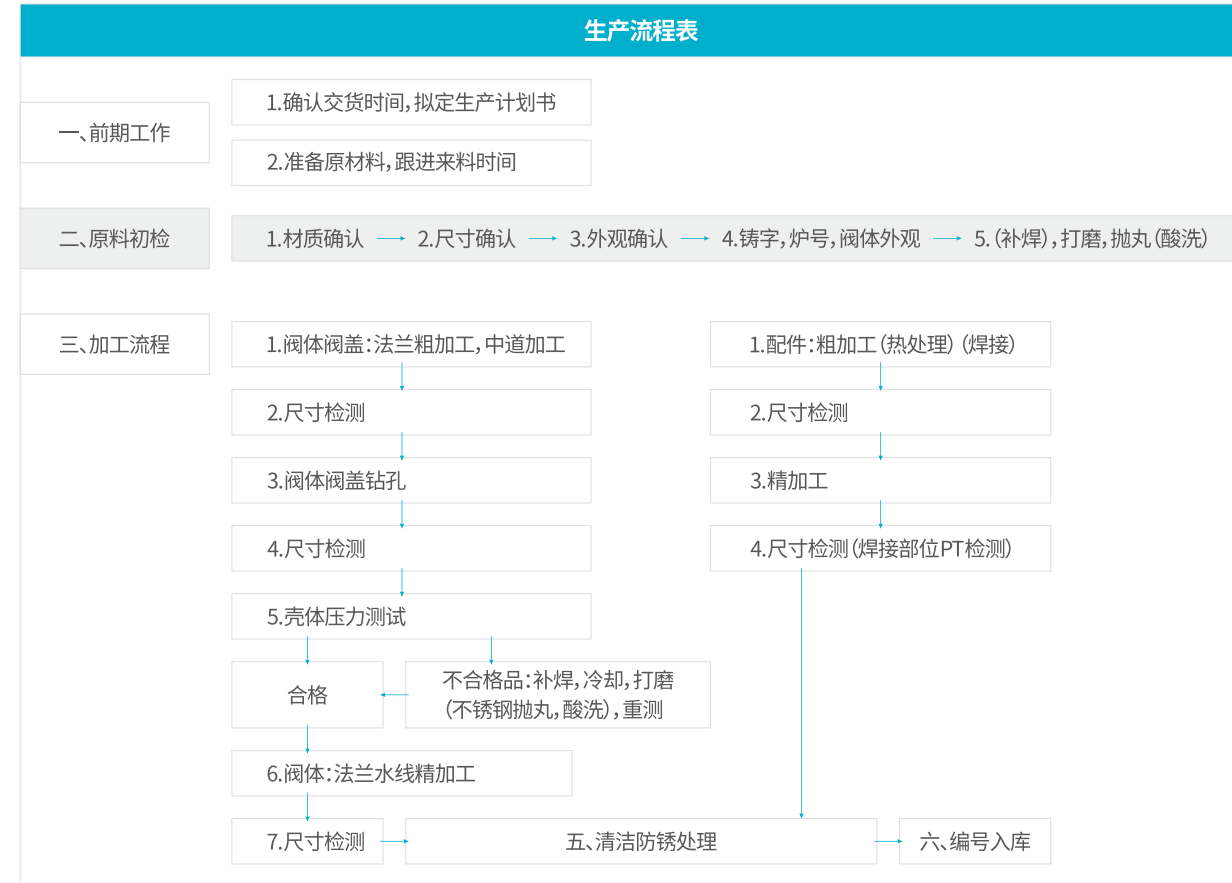 生产流程表
一、前期工作
1.确认交货时间,拟定生产计划书
2.准备原材料,跟进来料时间
二、原料初检
1.材质确认
2.尺寸确认
3.外观确认
4.铸字,炉号,阀体外观
5.(补焊),打磨,抛丸(酸洗)
三、加工流程
1.阀体阀盖:法兰粗加工,中道加工
2.尺寸检测
3.阀体阀盖钻孔
4.尺寸检测
5.壳体压力测试
合格
不合格品:补焊,冷却,打磨
(不锈钢抛丸,酸洗),重测
6.阀体:法兰水线精加工
7.尺寸检测
1.配件:粗加工(热处理)(焊接)
2.尺寸检测
3.精加工
4.尺寸检测(焊接部位PT检测)
五、清洁防锈处理
六、编号入库